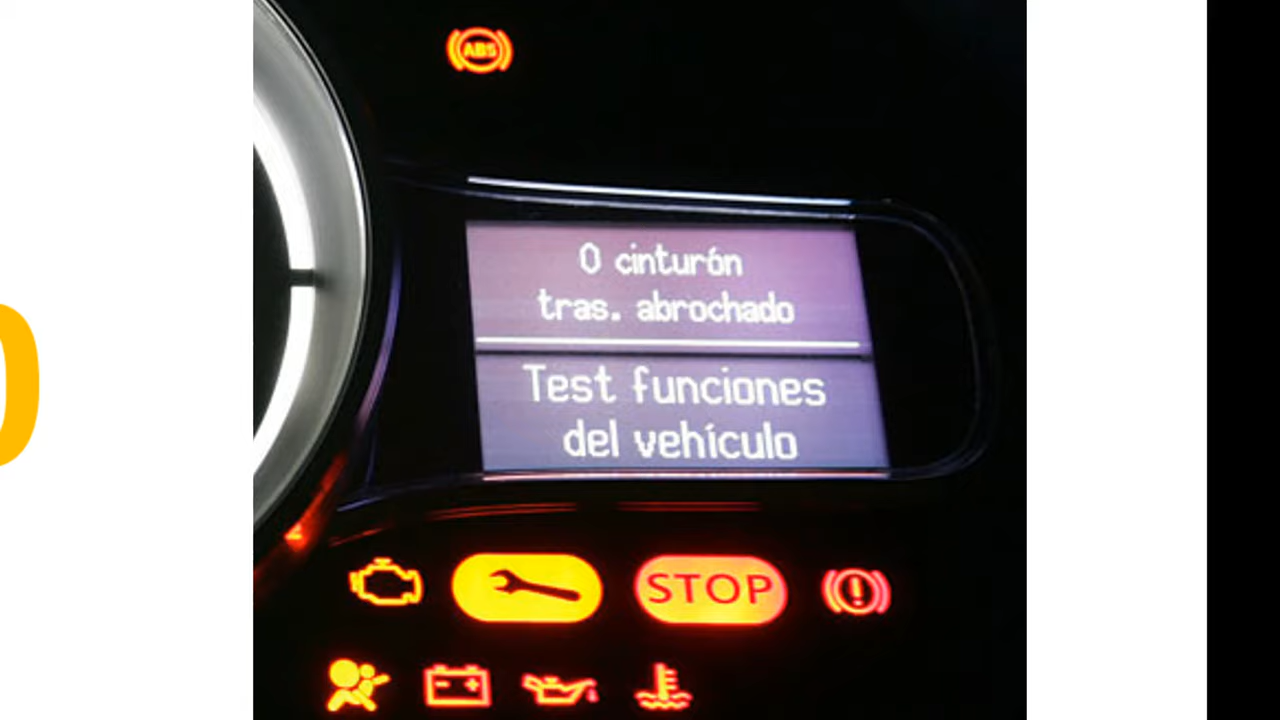 ABS
0 cinturón
tras. abrochado
Test funciones
del vehículo
STOP